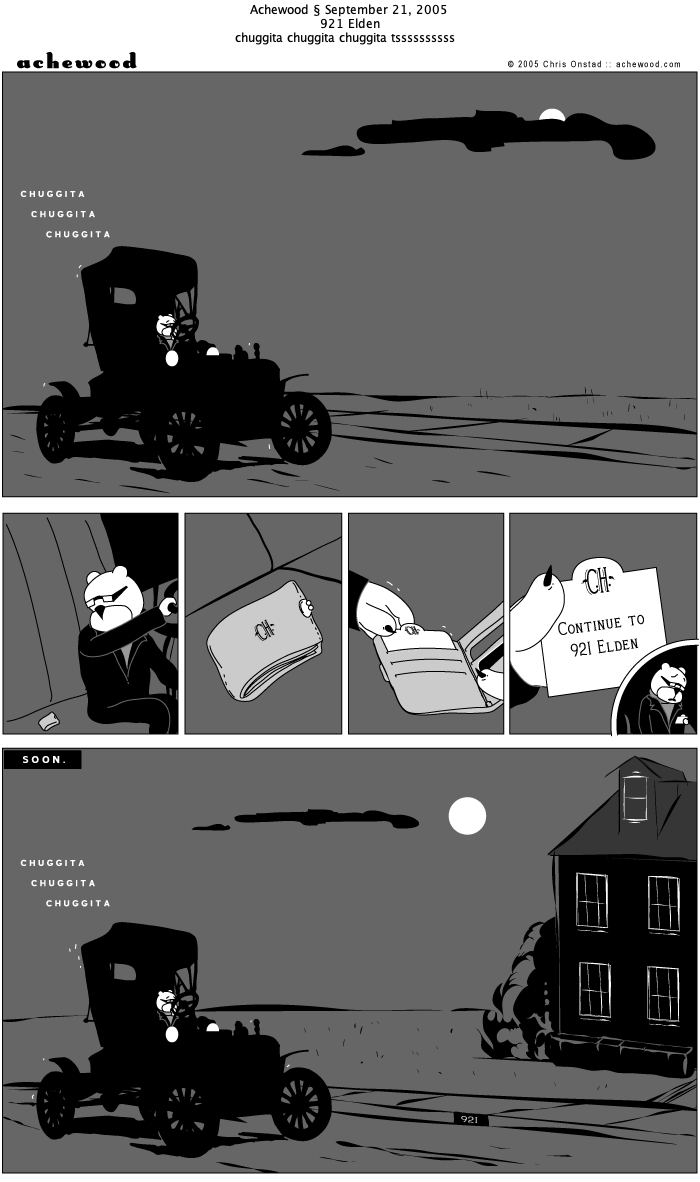 Achewood § September 21, 2005
921 Elden
chuggita chuggita chuggita tsssssssssss
achewood
© 2005 Chris Onstad :: achewood.com
CHUGGITA
CHUGGITA
CHUGGITA
CH
CH
CH
CONTINUE TO
921 ELDEN
SOON.
CHUGGITA
CHUGGITA
CHUGGITA
921